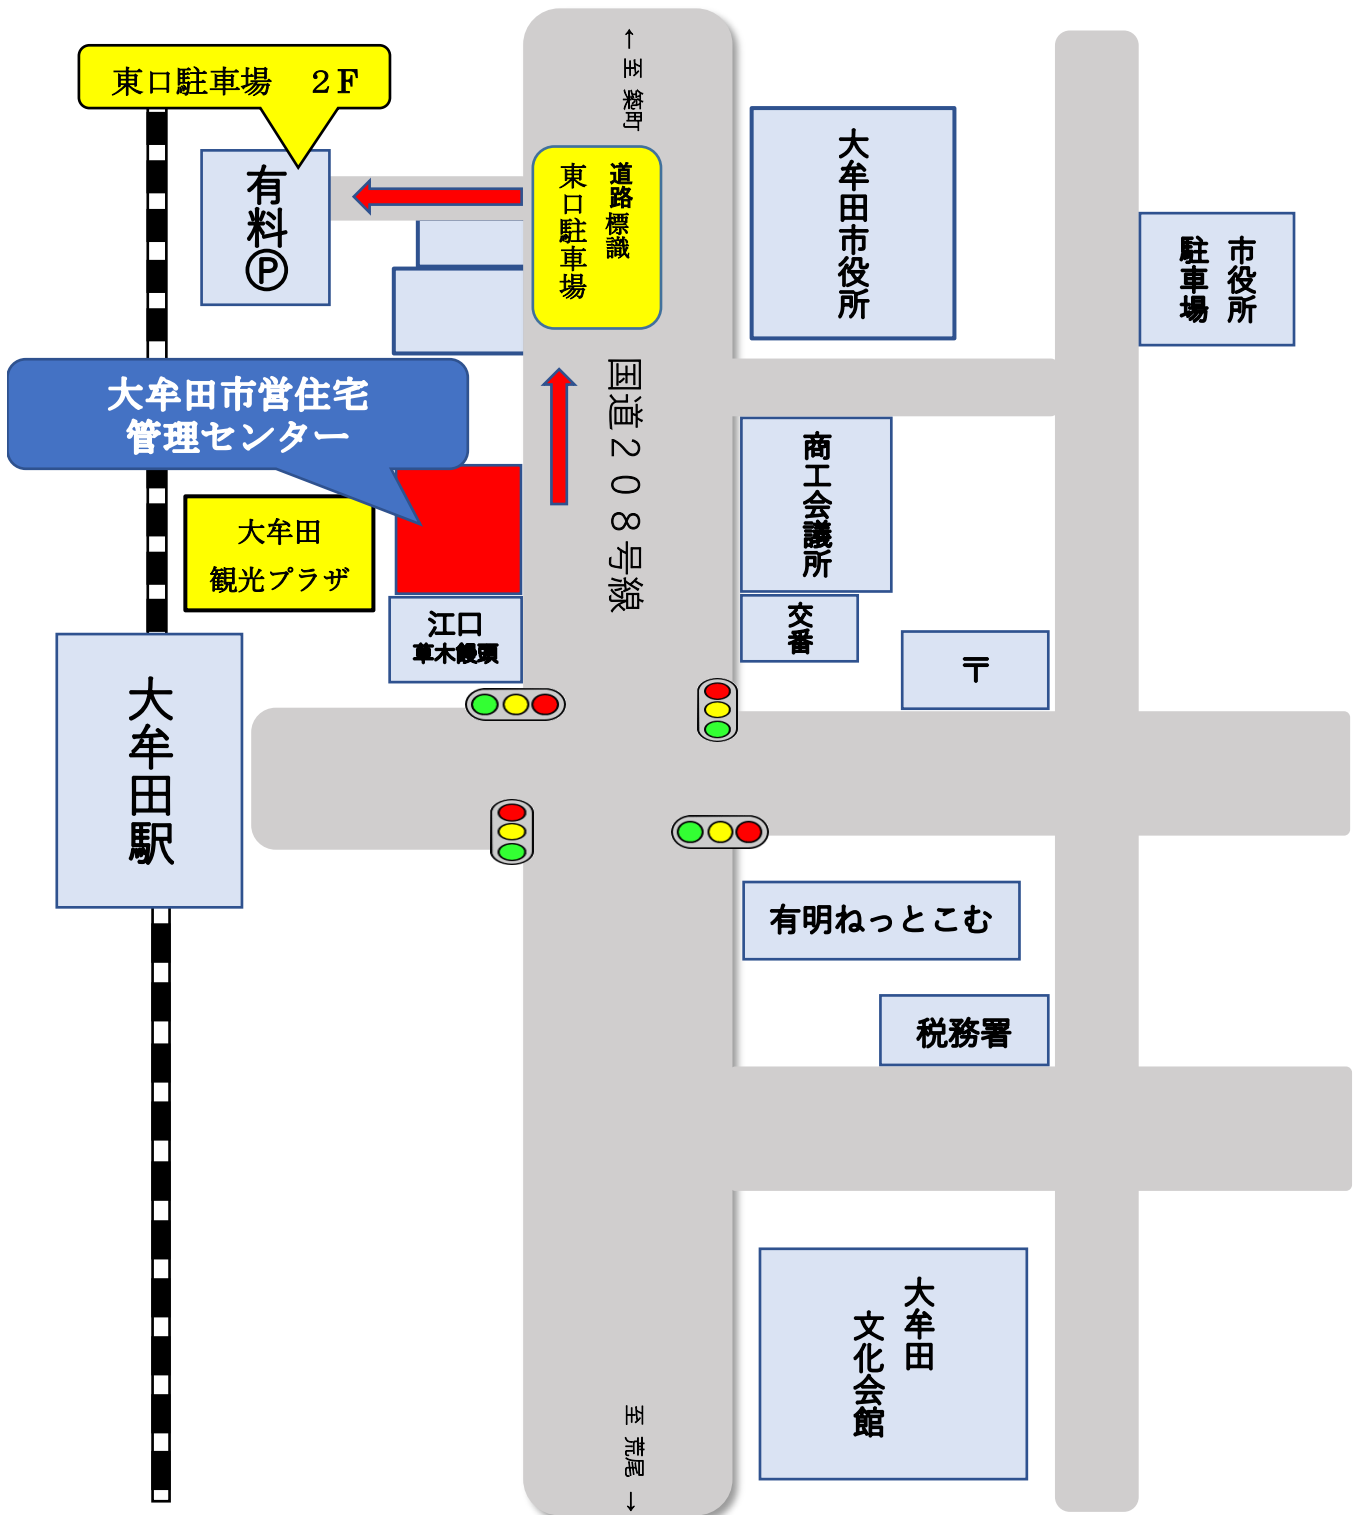 ← 至 築町
東口駐車場　２F
有料Ⓟ
道路標識
東口駐車場
大牟田市役所
市役所
駐車場
国道２０８号線
大牟田市営住宅
管理センター
商工会議所
大牟田
観光プラザ
江口
草木饅頭
交番
〒
大牟田駅
有明ねっとこむ
税務署
大牟田
文化会館
至 荒尾 →